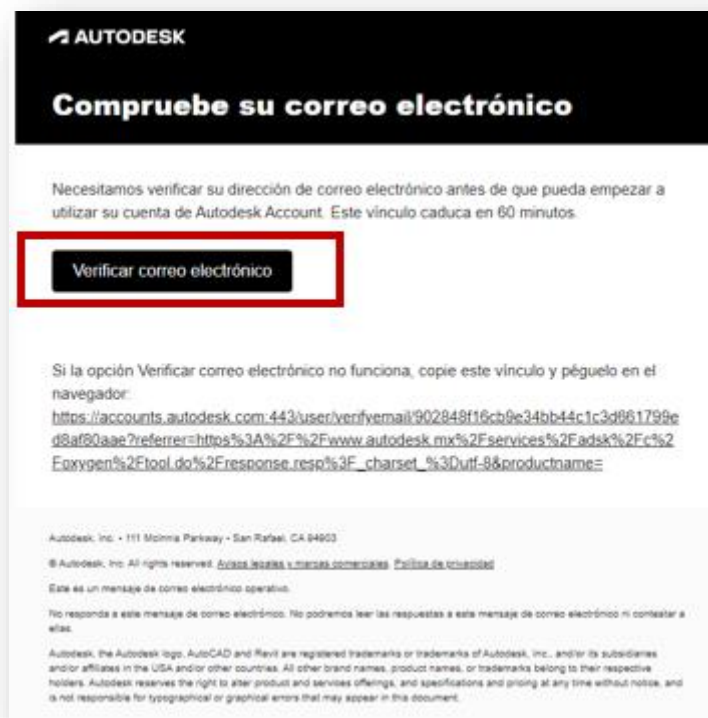 AUTODESK
Compruebe su correo electrónico
Necesitamos verificar su dirección de correo electrónico antes de que pueda empezar a
utilizar su cuenta de Autodesk Account. Este vínculo caduca en 60 minutos.
Verificar correo electrónico
Si la opción Verificar correo electrónico no funciona, copie este vínculo y péguelo en el
navegador:
https://accounts.autodesk.com:443/user/verifyemail/902848f16cb9e34bb44c1c3d661799e
d8af80aae?referrer=https%3A%2F%2Fwww.autodesk.mx%2Fservices%2Fadsk%2Fc%2
Foxygen%2Ftool.do%2Fresponse.resp%3F_charset_%3Dutf-8&productname=
Autodesk, Inc. • 111 McInnis Parkway • San Rafael, CA 94903
© Autodesk, Inc. All rights reserved. Avisos legales y marcas comerciales. Política de privacidad
Este es un mensaje de correo electrónico operativo.
No responda a este mensaje de correo electrónico. No podremos leer las respuestas a este mensaje de correo electrónico ni contestar a
ellas.
Autodesk, the Autodesk logo, AutoCAD and Revit are registered trademarks or trademarks of Autodesk, Inc., and/or its subsidiaries
and/or affiliates in the USA and/or other countries. All other brand names, product names, or trademarks belong to their respective
holders. Autodesk reserves the right to alter product and services offerings, and specifications and pricing at any time without notice, and
is not responsible for typographical or graphical errors that may appear in this document.